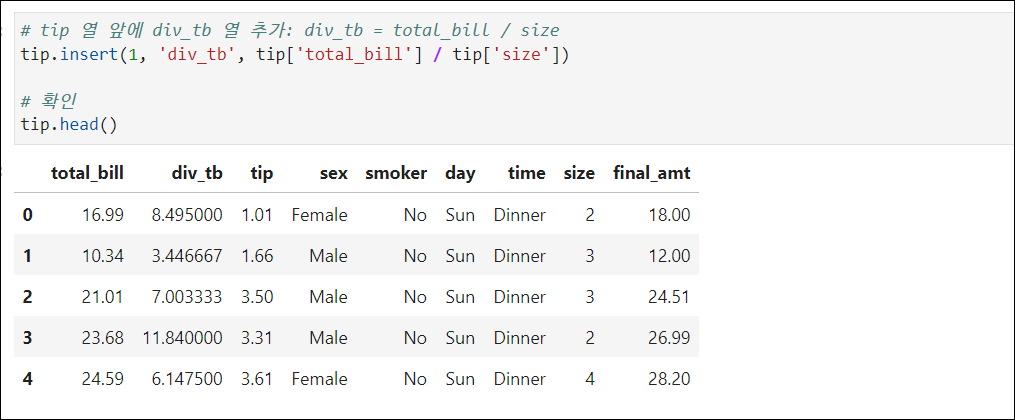 # tip 열 앞에 div_tb 열 추가: div_tb = total_bill / size
tip.insert(1, 'div_tb', tip['total_bill'] / tip['size'])
# 확인
tip.head()
total_bill div_tb tip sex smoker day time size final_amt
0 16.99 8.495000 1.01 Female No Sun Dinner 2 18.00
1 10.34 3.446667 1.66 Male No Sun Dinner 3 12.00
2 21.01 7.003333 3.50 Male No Sun Dinner 3 24.51
3 23.68 11.840000 3.31 Male No Sun Dinner 2 26.99
4 24.59 6.147500 3.61 Female No Sun Dinner 4 28.20